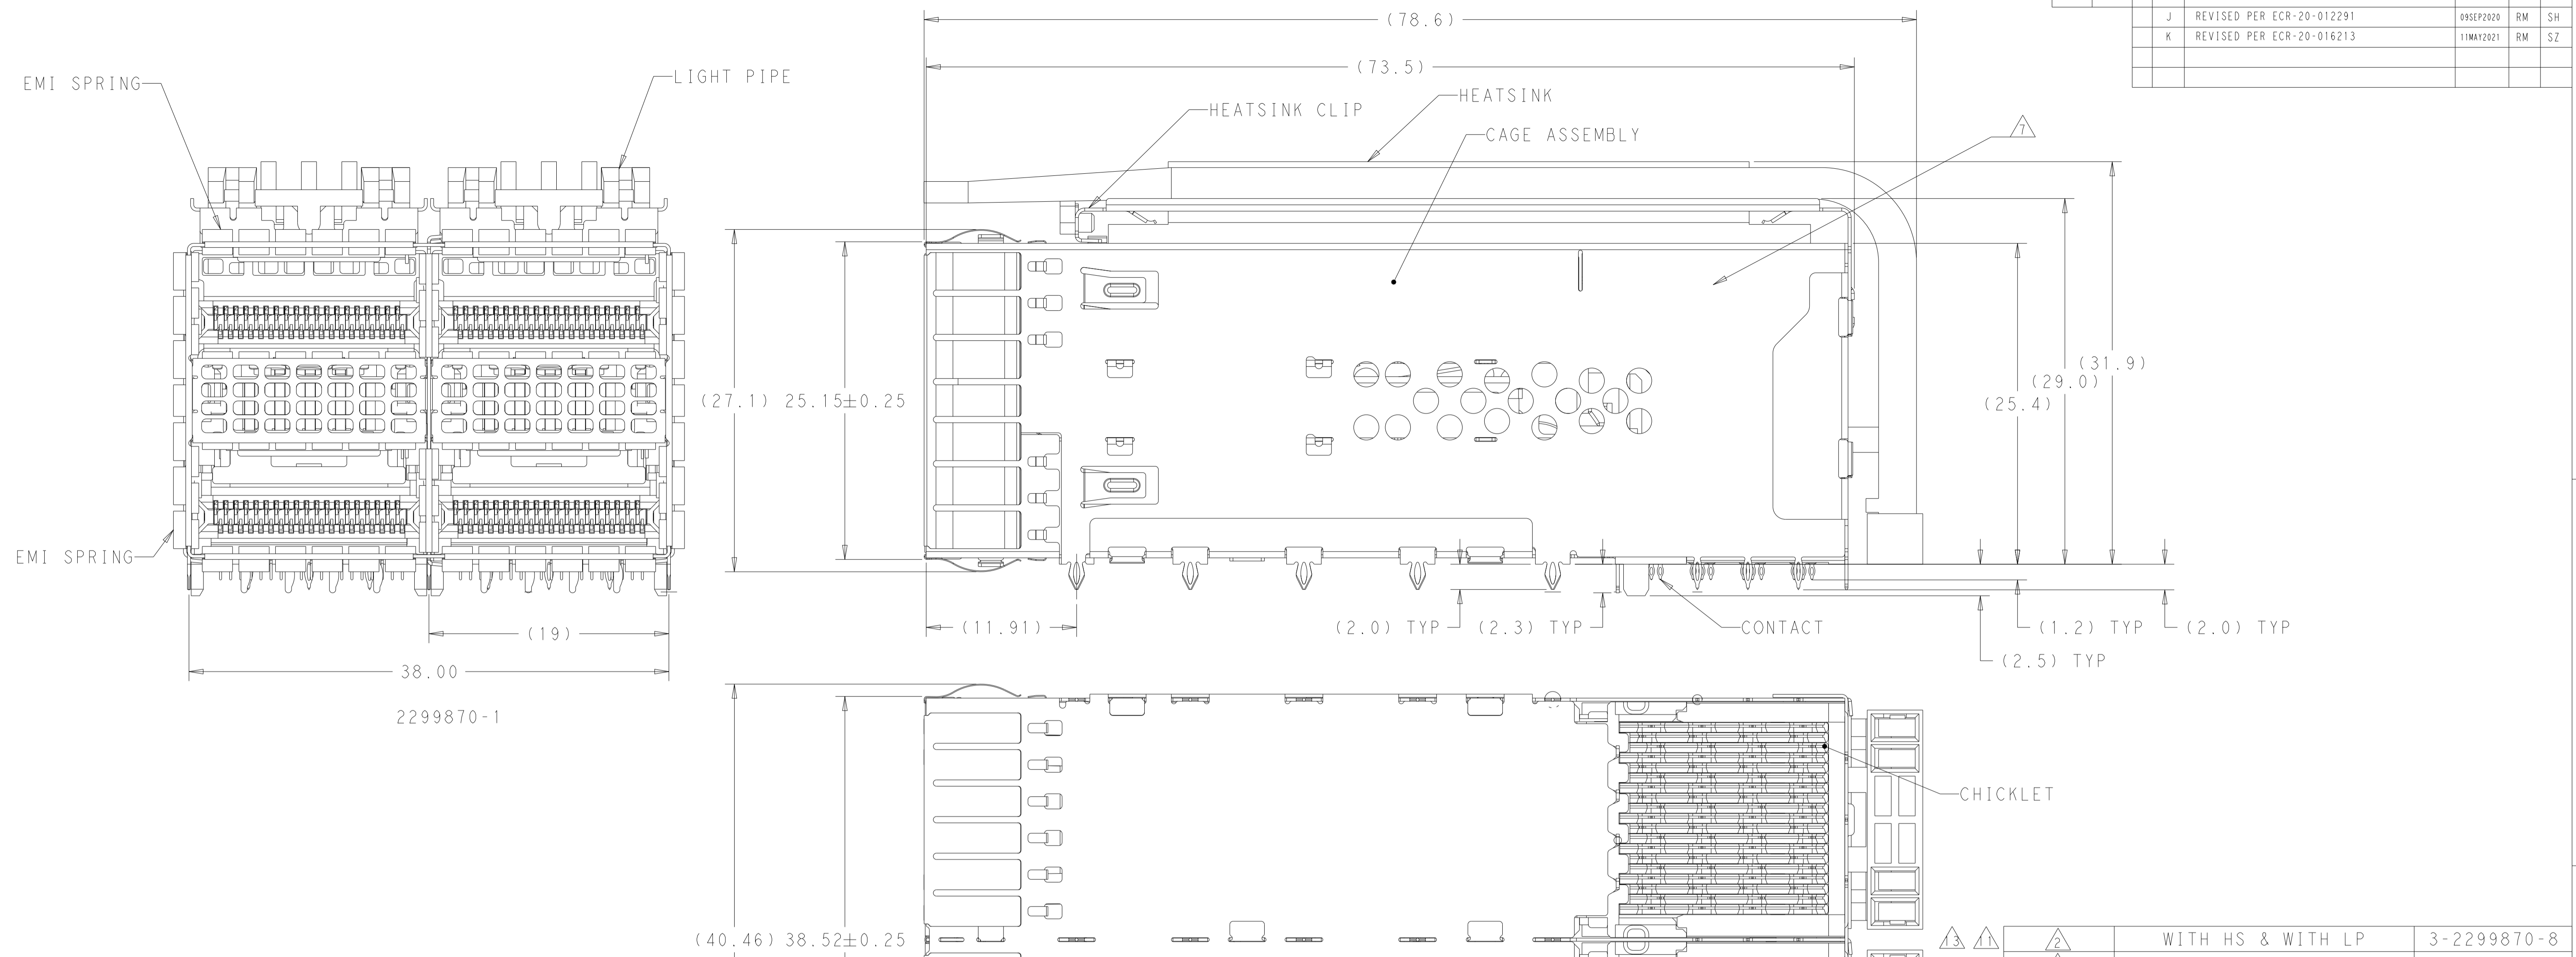 J REVISED PER ECR-20-012291 09SEP2020 RM SH
K REVISED PER ECR-20-016213 11MAY2021 RM SZ
(78.6)
(73.5)
EMI SPRING
LIGHT PIPE
HEATSINK CLIP
HEATSINK
CAGE ASSEMBLY
7
(27.1) 25.15±0.25
(31.9)
(29.0)
(25.4)
EMI SPRING
(19)
38.00
2299870-1
(11.91)
(2.0) TYP
(2.3) TYP
CONTACT
(1.2) TYP
(2.0) TYP
(2.5) TYP
CHICKLET
(40.46) 38.52±0.25
13 11 2 WITH HS & WITH LP 3-2299870-8